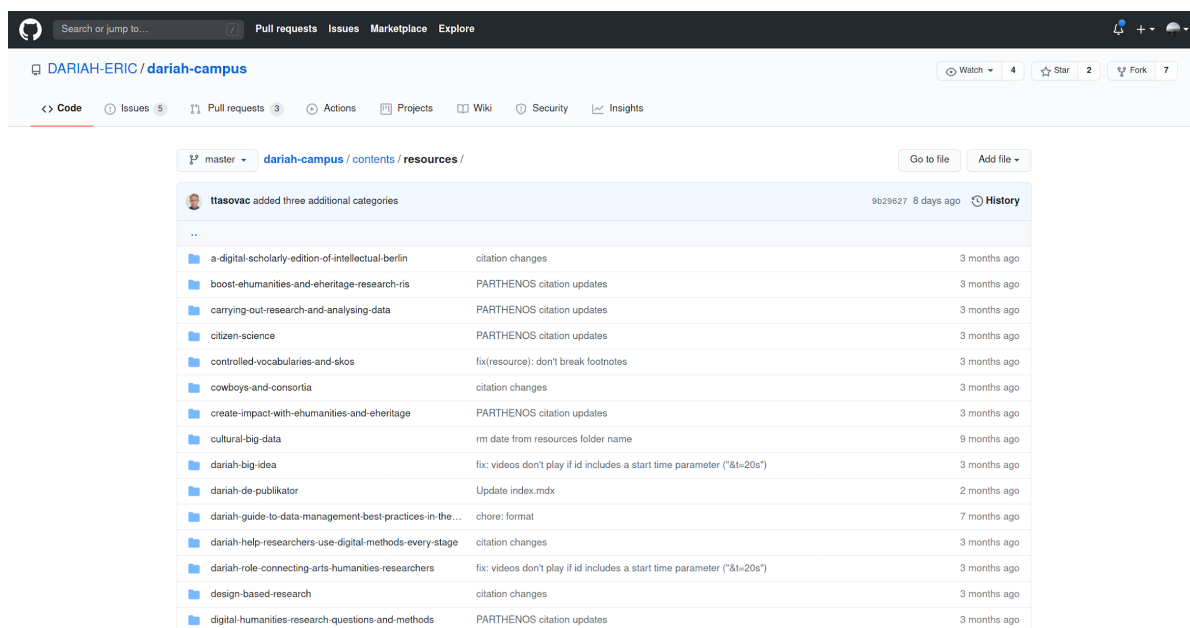 Search or jump to… / Pull requests Issues Marketplace Explore
DARIAH-ERIC / dariah-campus Watch 4 Star 2 Fork 7
Code Issues 5 Pull requests 3 Actions Projects Wiki Security Insights
master dariah-campus / contents / resources / Go to file Add file
ttasovac added three additional categories 9b29627 8 days ago History
..
a-digital-scholarly-edition-of-intellectual-berlin citation changes 3 months ago
boost-ehumanities-and-eheritage-research-ris PARTHENOS citation updates 3 months ago
carrying-out-research-and-analysing-data PARTHENOS citation updates 3 months ago
citizen-science PARTHENOS citation updates 3 months ago
controlled-vocabularies-and-skos fix(resource): don't break footnotes 3 months ago
cowboys-and-consortia citation changes 3 months ago
create-impact-with-ehumanities-and-eheritage PARTHENOS citation updates 3 months ago
cultural-big-data rm date from resources folder name 9 months ago
dariah-big-idea fix: videos don't play if id includes a start time parameter ("&t=20s") 3 months ago
dariah-de-publikator Update index.mdx 2 months ago
dariah-guide-to-data-management-best-practices-in-the… chore: format 7 months ago
dariah-help-researchers-use-digital-methods-every-stage citation changes 3 months ago
dariah-role-connecting-arts-humanities-researchers fix: videos don't play if id includes a start time parameter ("&t=20s") 3 months ago
design-based-research citation changes 3 months ago
digital-humanities-research-questions-and-methods PARTHENOS citation updates 3 months ago